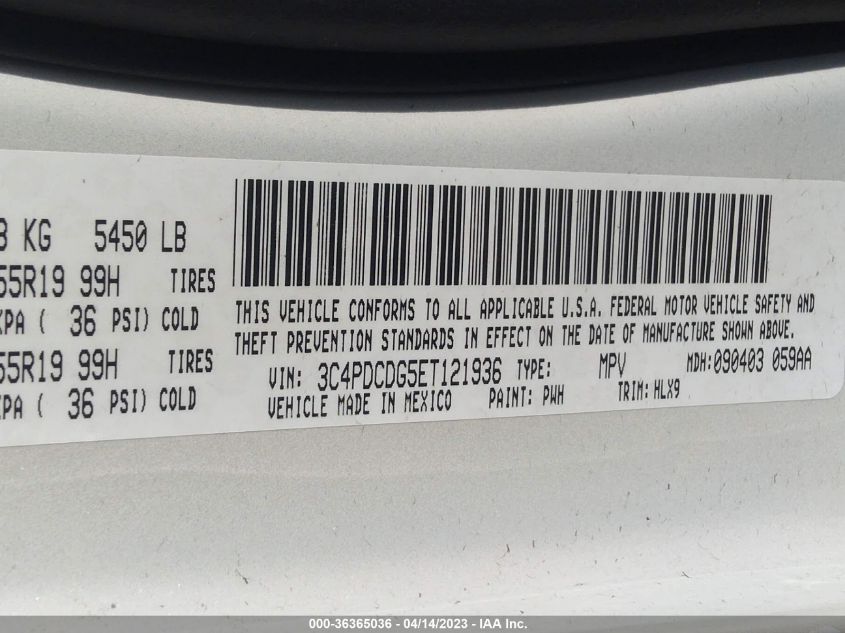 KG 5450 LB
55R19 99H TIRES
KPA ( 36 PSI) COLD
55R19 99H TIRES
KPA ( 36 PSI) COLD
THIS VEHICLE CONFORMS TO ALL APPLICABLE U.S.A. FEDERAL MOTOR VEHICLE SAFETY AND
THEFT PREVENTION STANDARDS IN EFFECT ON THE DATE OF MANUFACTURE SHOWN ABOVE.
VIN: 3C4PDCDG5ET121936 TYPE: MPV MDH:090403 059AA
VEHICLE MADE IN MEXICO PAINT: PWH TRIM: HLX9
000-36365036 - 04/14/2023 - IAA Inc.